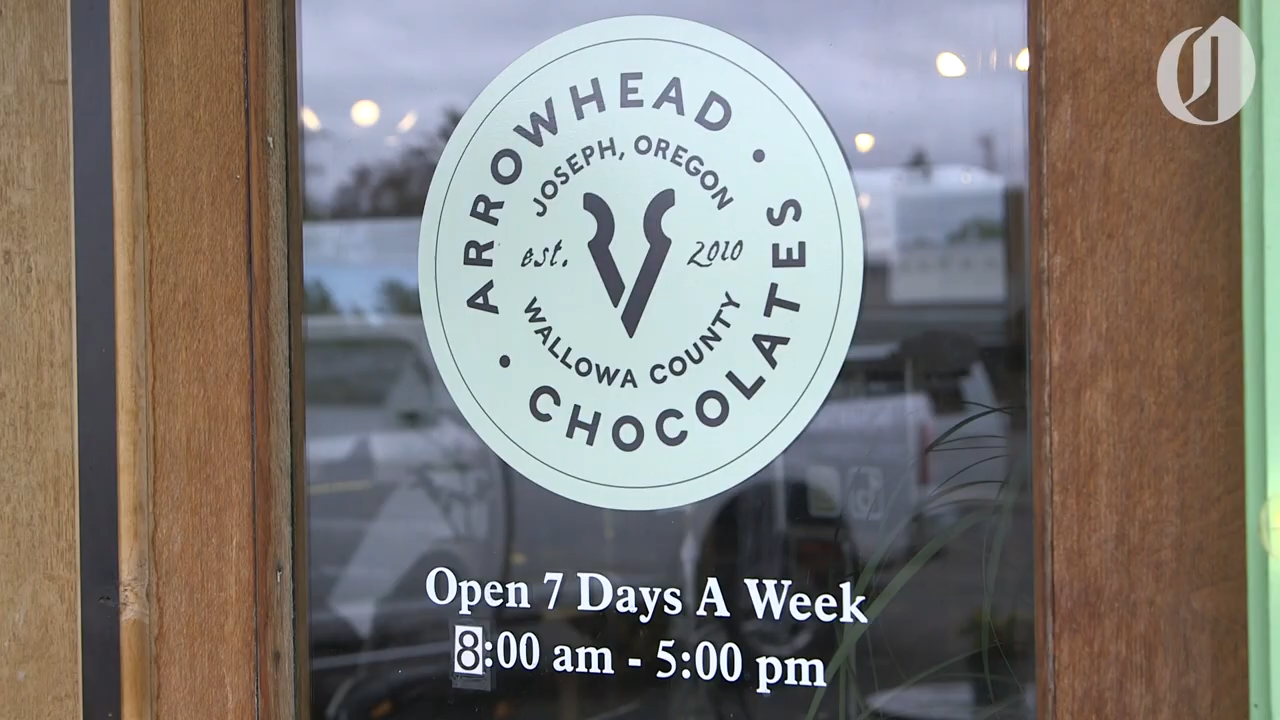 ARROWHEAD
JOSEPH, OREGON
est. 2010
WALLOWA COUNTY
• CHOCOLATES •
Open 7 Days A Week
8:00 am - 5:00 pm
O